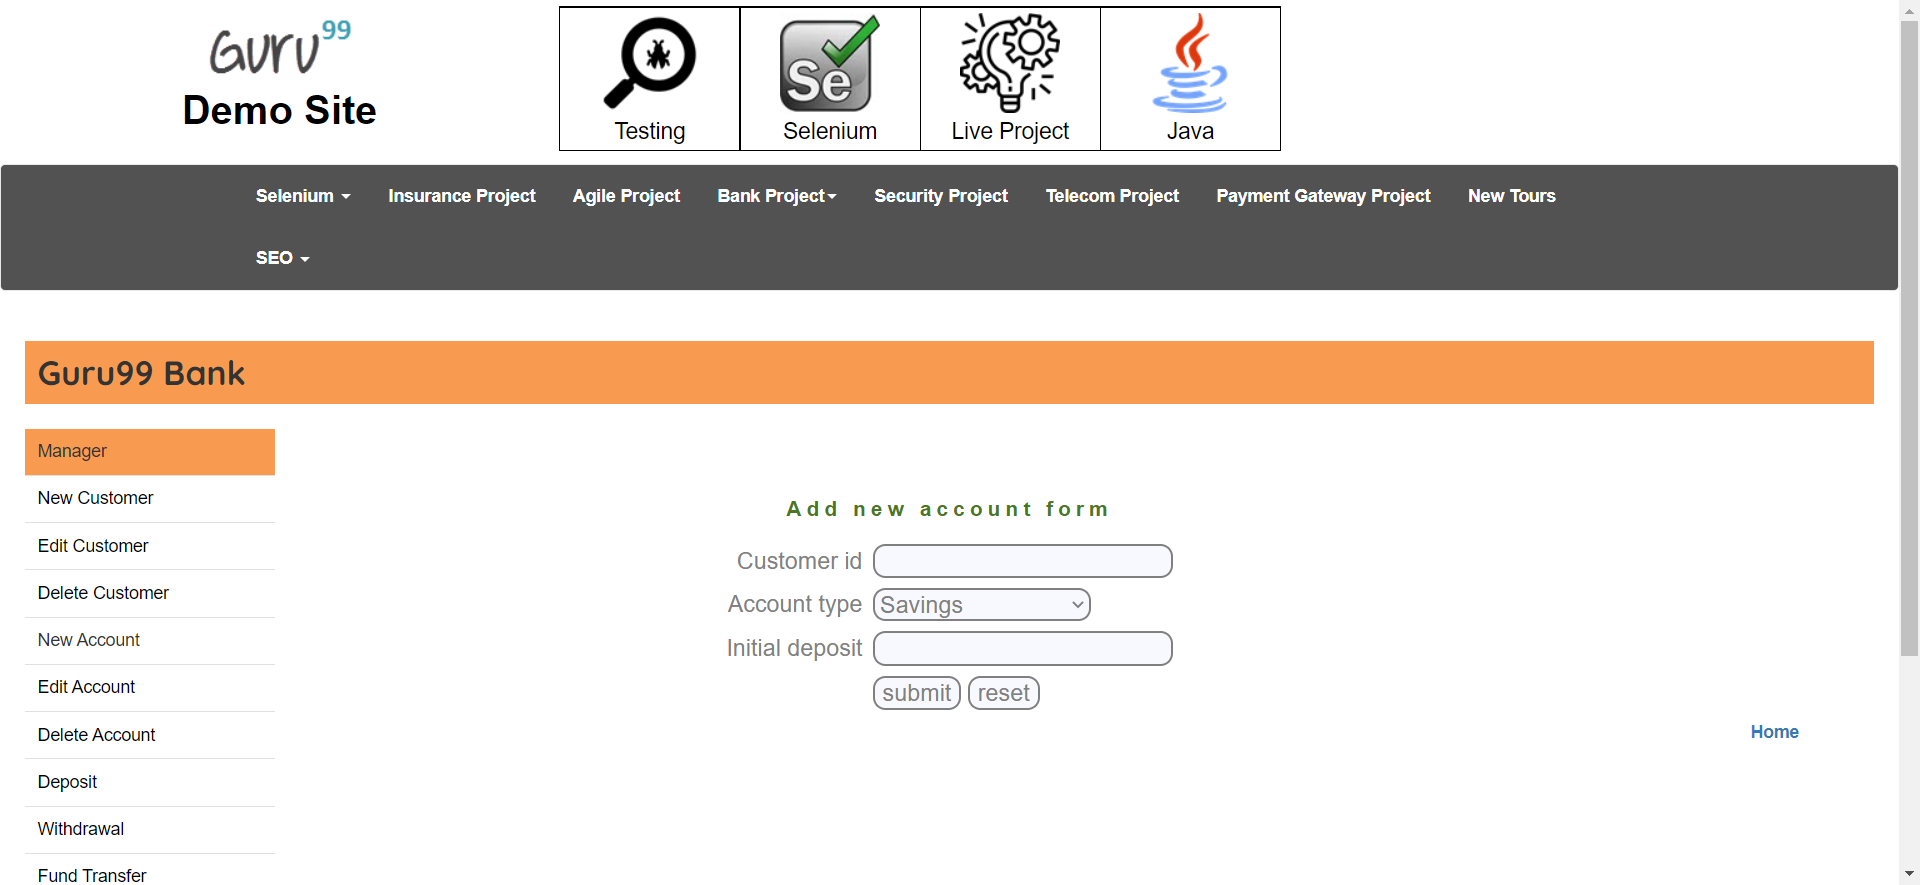 Guru99
Demo Site
Se
Testing
Selenium
Live Project
Java
Selenium
Insurance Project
Agile Project
Bank Project
Security Project
Telecom Project
Payment Gateway Project
New Tours
SEO
Guru99 Bank
Manager
New Customer
Edit Customer
Delete Customer
New Account
Edit Account
Delete Account
Deposit
Withdrawal
Fund Transfer
Add new account form
Customer id
Account type Savings
Initial deposit
submit reset
Home